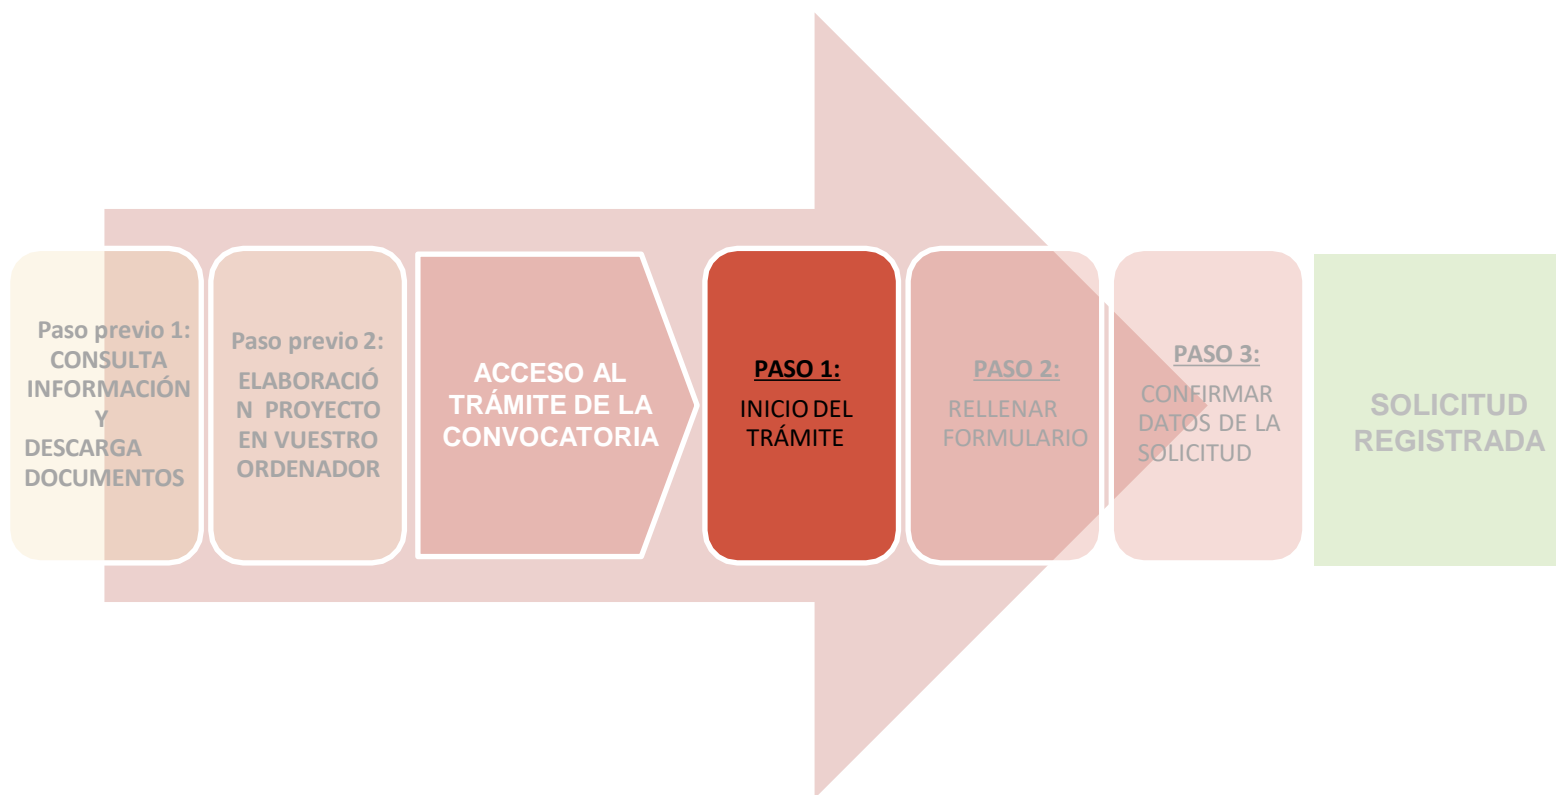 Paso previo 1:
CONSULTA
INFORMACIÓN
Y
DESCARGA
DOCUMENTOS
Paso previo 2:
ELABORACIÓ
N PROYECTO
EN VUESTRO
ORDENADOR
ACCESO AL
TRÁMITE DE LA
CONVOCATORIA
PASO 1:
INICIO DEL
TRÁMITE
PASO 2:
RELLENAR
FORMULARIO
PASO 3:
CONFIRMAR
DATOS DE LA
SOLICITUD
SOLICITUD
REGISTRADA